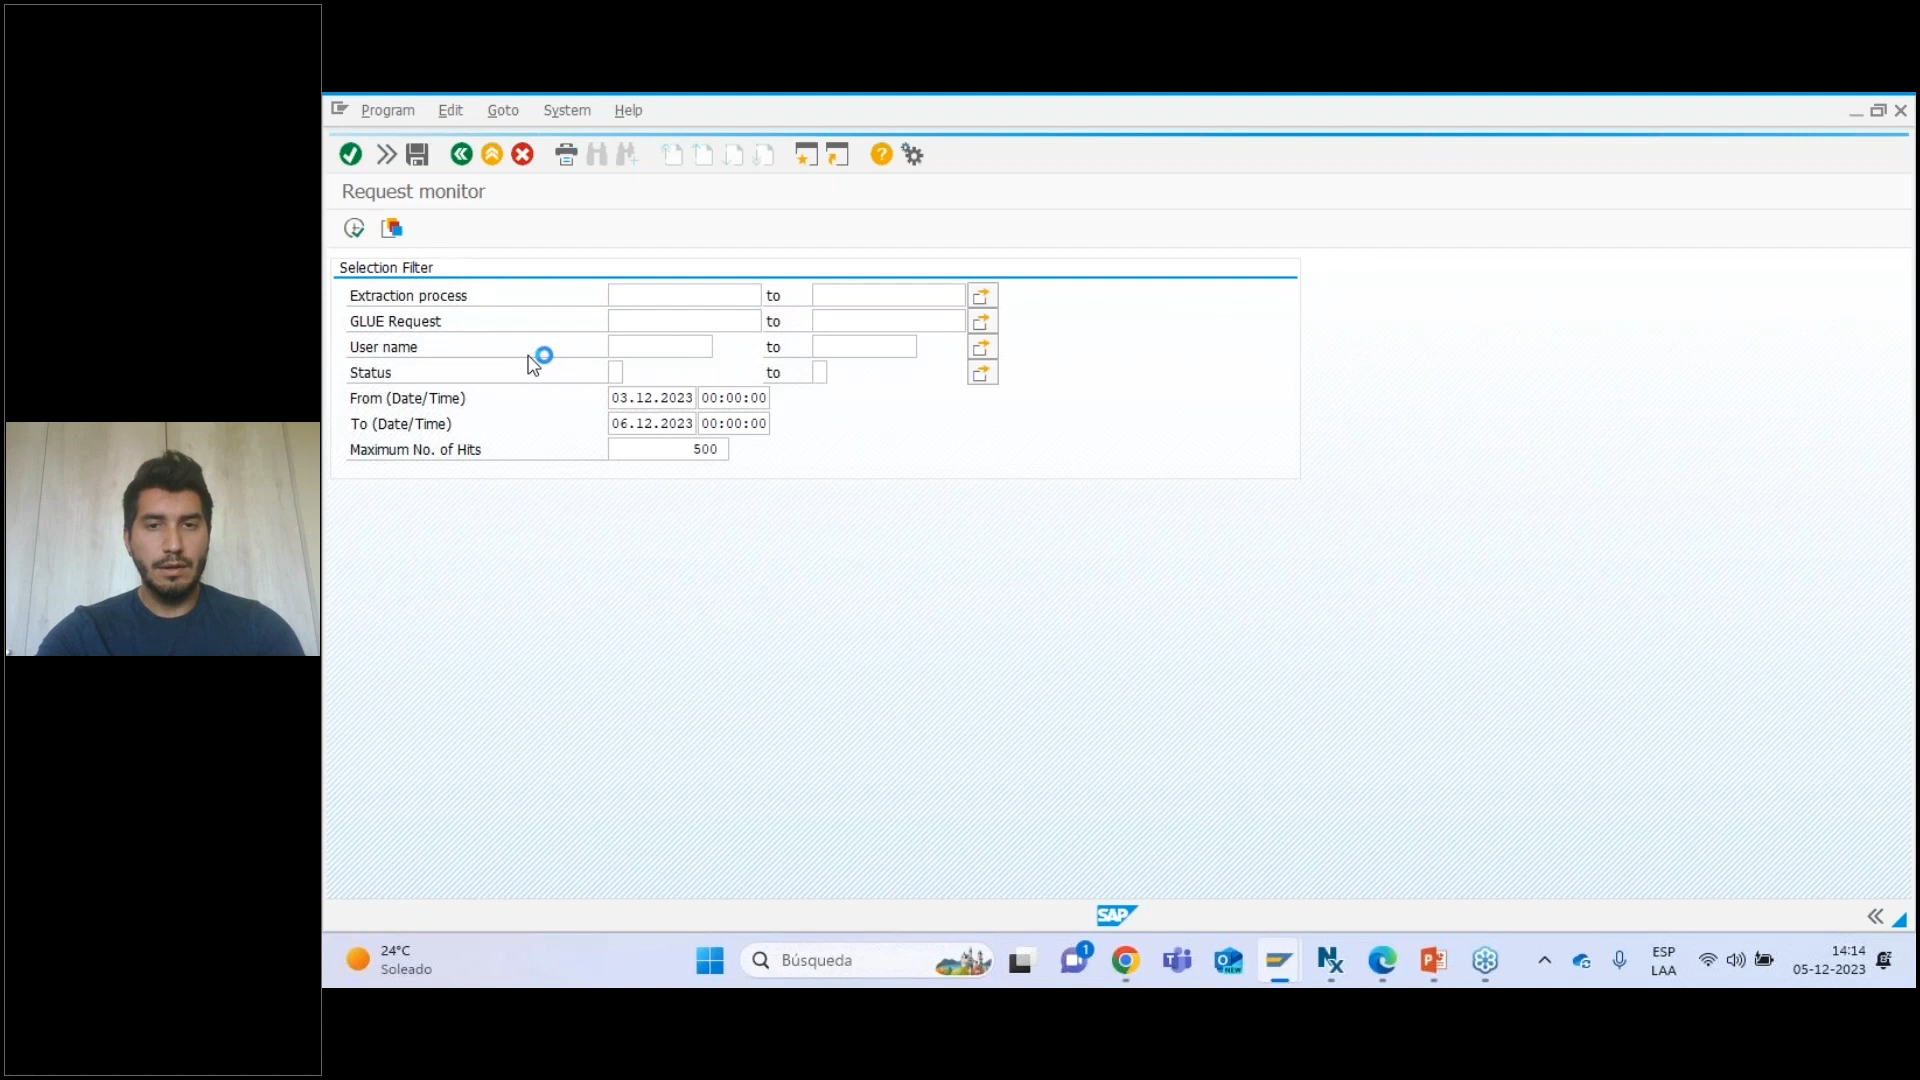 Program Edit Goto System Help
Request monitor
Selection Filter
Extraction process to
GLUE Request to
User name to
Status to
From (Date/Time) 03.12.2023 00:00:00
To (Date/Time) 06.12.2023 00:00:00
Maximum No. of Hits 500
SAP
24°C
Soleado
Búsqueda
1
NEW
ESP
LAA
14:14
05-12-2023